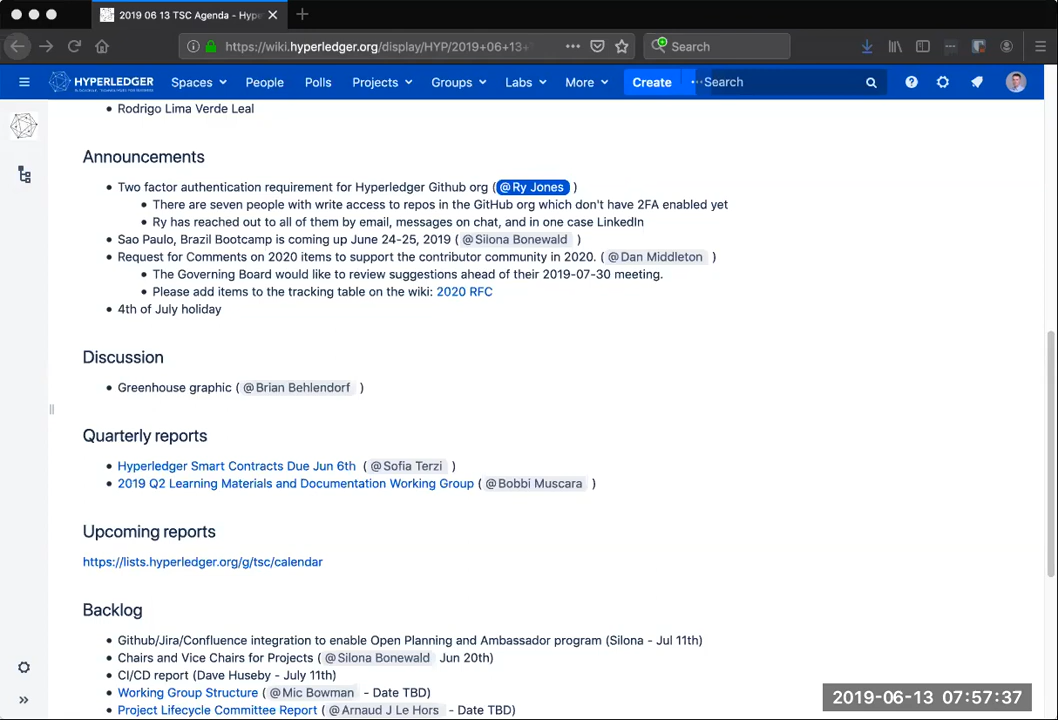 2019 06 13 TSC Agenda - Hype
https://wiki.hyperledger.org/display/HYP/2019+06+13+
Search
HYPERLEDGER
Spaces
People
Polls
Projects
Groups
Labs
More
Create
Search
Rodrigo Lima Verde Leal
Announcements
Two factor authentication requirement for Hyperledger Github org (@Ry Jones )
There are seven people with write access to repos in the GitHub org which don't have 2FA enabled yet
Ry has reached out to all of them by email, messages on chat, and in one case LinkedIn
Sao Paulo, Brazil Bootcamp is coming up June 24-25, 2019 ( @Silona Bonewald )
Request for Comments on 2020 items to support the contributor community in 2020. ( @Dan Middleton )
The Governing Board would like to review suggestions ahead of their 2019-07-30 meeting.
Please add items to the tracking table on the wiki: 2020 RFC
4th of July holiday
Discussion
Greenhouse graphic ( @Brian Behlendorf )
Quarterly reports
Hyperledger Smart Contracts Due Jun 6th ( @Sofia Terzi )
2019 Q2 Learning Materials and Documentation Working Group ( @Bobbi Muscara )
Upcoming reports
https://lists.hyperledger.org/g/tsc/calendar
Backlog
Github/Jira/Confluence integration to enable Open Planning and Ambassador program (Silona - Jul 11th)
Chairs and Vice Chairs for Projects ( @Silona Bonewald Jun 20th)
CI/CD report (Dave Huseby - July 11th)
Working Group Structure ( @Mic Bowman - Date TBD)
Project Lifecycle Committee Report ( @Arnaud J Le Hors - Date TBD)
2019-06-13 07:57:37